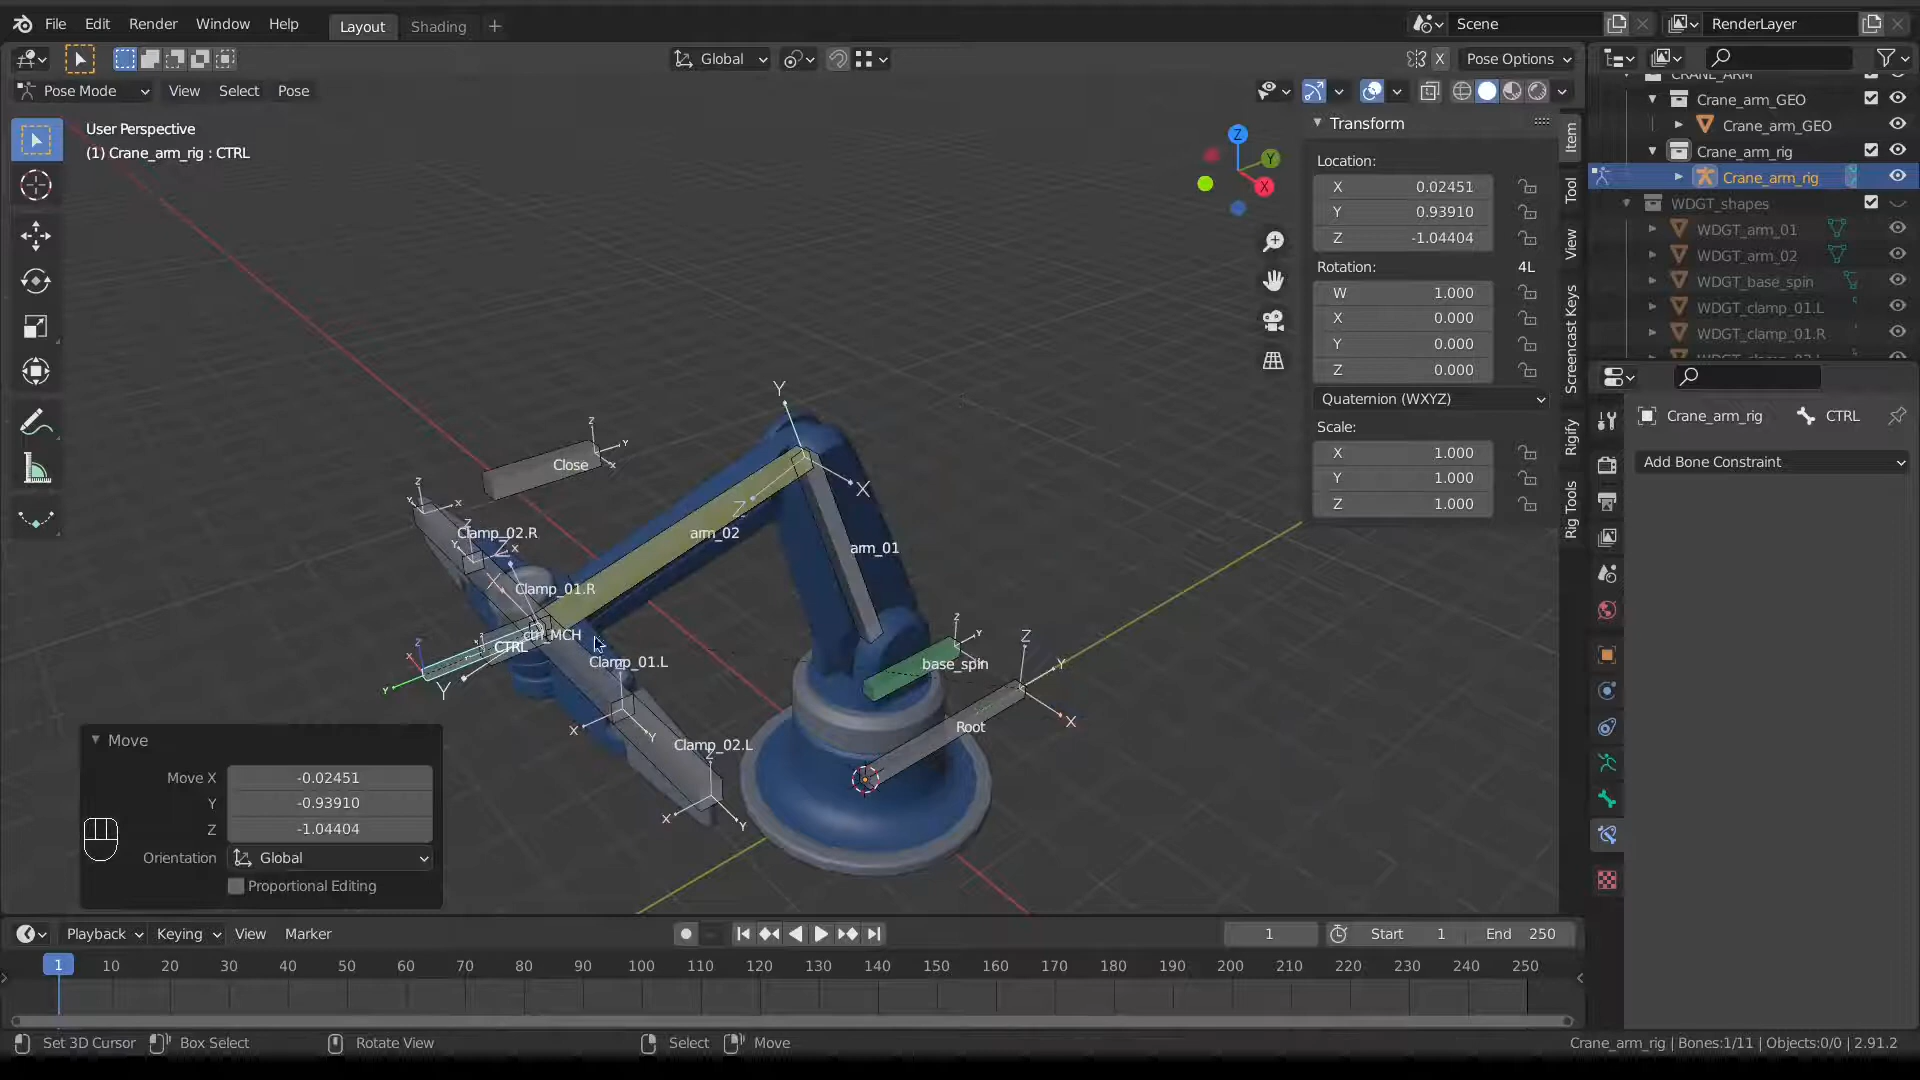 File Edit Render Window Help Layout Shading Scene RenderLayer
Global Pose Options
Pose Mode View Select Pose
User Perspective
(1) Crane_arm_rig : CTRL
Transform
Location:
X 0.02451
Y 0.93910
Z -1.04404
Rotation: 4L
W 1.000
X 0.000
Y 0.000
Z 0.000
Quaternion (WXYZ)
Scale:
X 1.000
Y 1.000
Z 1.000
Item
Tool
View
Screencast Keys
Rigify
Rig Tools
Crane_arm_GEO
Crane_arm_GEO
Crane_arm_rig
Crane_arm_rig
WDGT_shapes
WDGT_arm_01
WDGT_arm_02
WDGT_base_spin
WDGT_clamp_01.L
WDGT_clamp_01.R
Crane_arm_rig CTRL
Add Bone Constraint
Close
Clamp_02.R
arm_02
arm_01
Clamp_01.R
CTRL
Clamp_01.L
base_spin
Root
Clamp_02.L
Move
Move X -0.02451
Y -0.93910
Z -1.04404
Orientation Global
Proportional Editing
Playback Keying View Marker 1 Start 1 End 250
1 10 20 30 40 50 60 70 80 90 100 110 120 130 140 150 160 170 180 190 200 210 220 230 240 250
Set 3D Cursor Box Select Rotate View Select Move Crane_arm_rig | Bones:1/11 | Objects:0/0 | 2.91.2